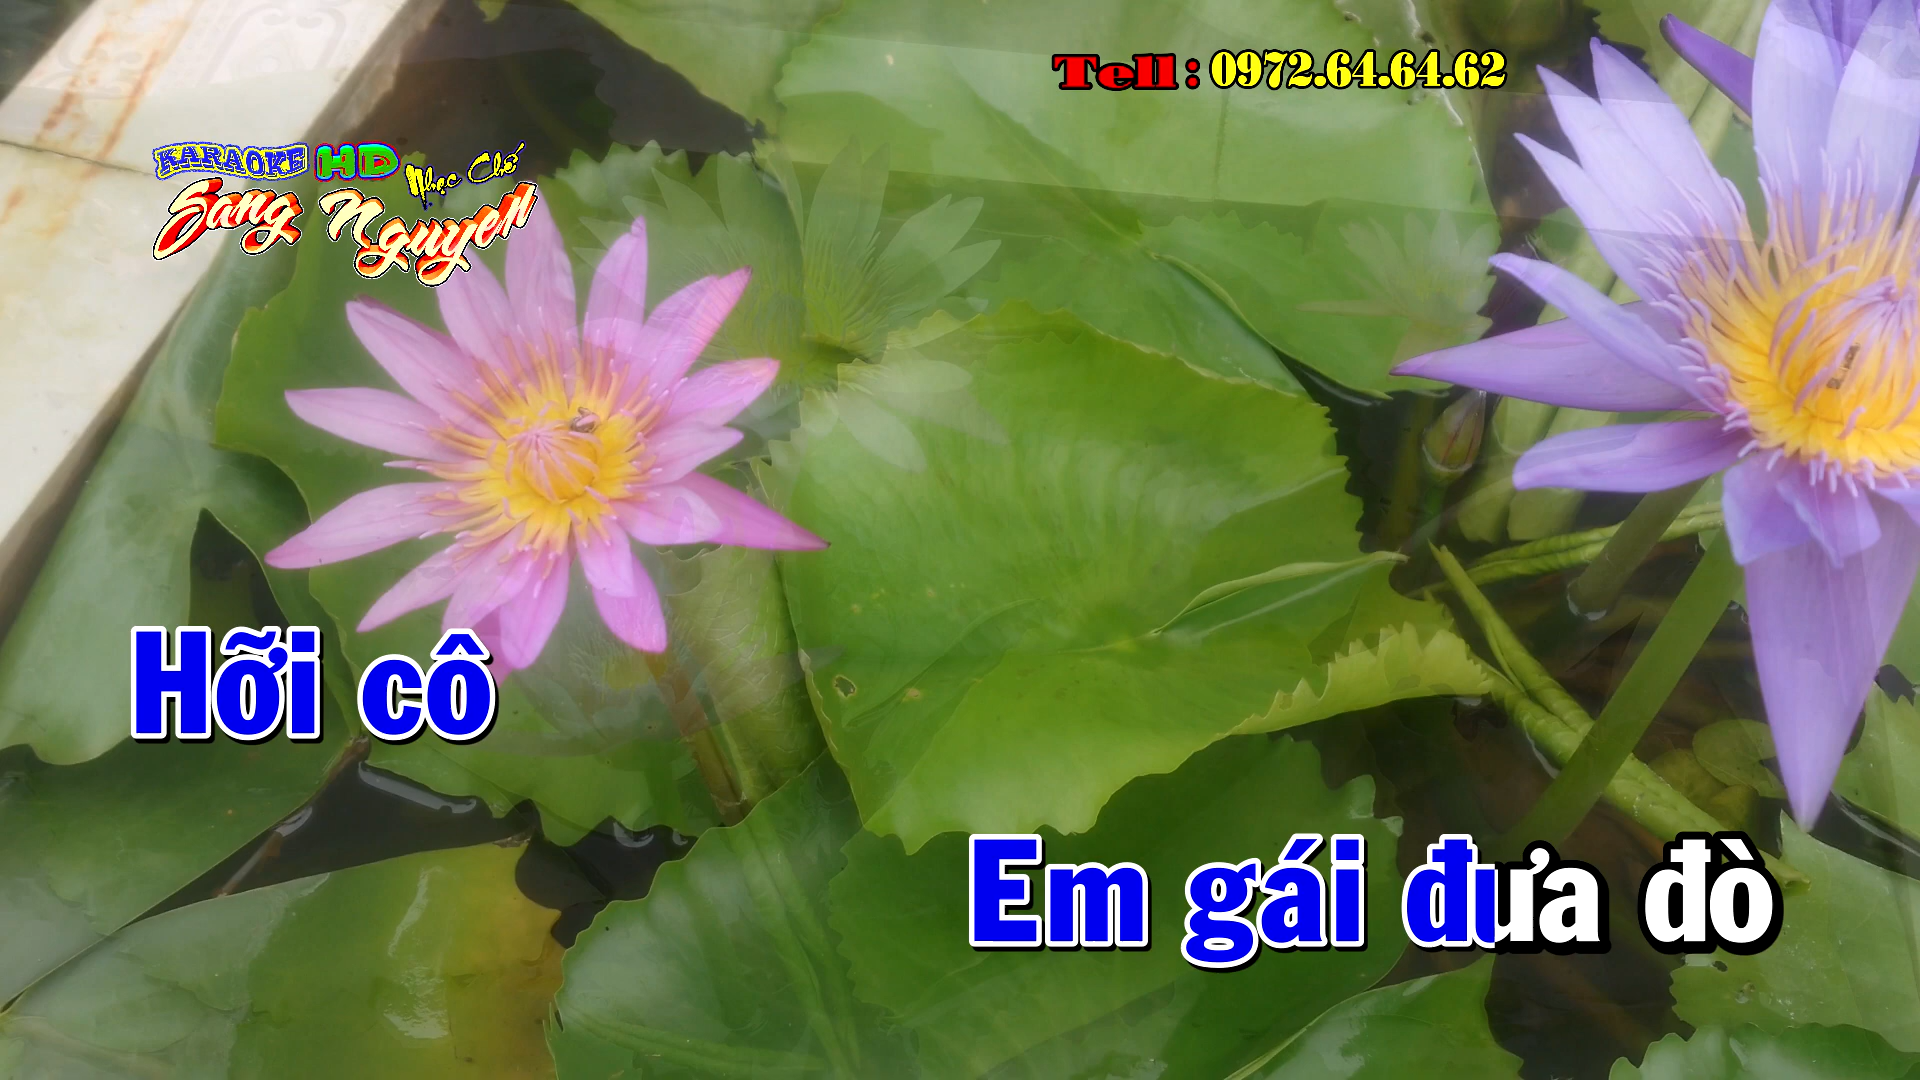 Tell : 0972.64.64.62
KARAOKE HD Nhạc Chế
Sang Nguyen
Hỡi cô
Em gái đưa đò